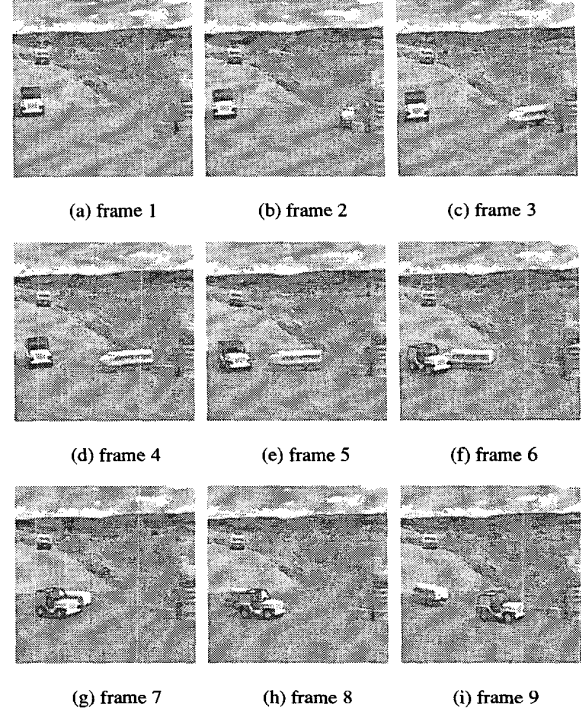 (a) frame 1
(b) frame 2
(c) frame 3
(d) frame 4
(e) frame 5
(f) frame 6
(g) frame 7
(h) frame 8
(i) frame 9